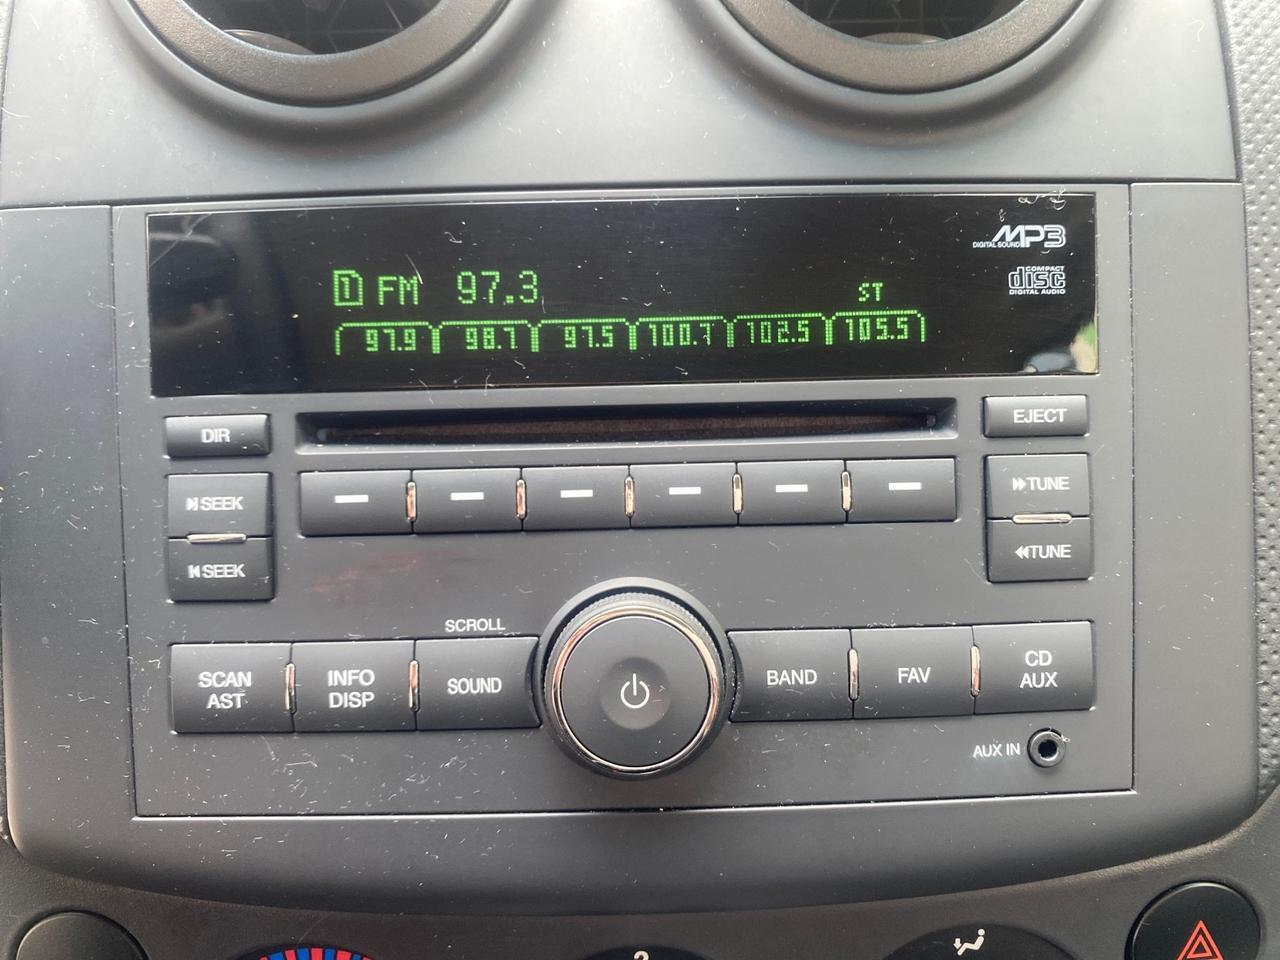 MP3
DIGITAL SOUND
1 FM 97.3
ST
COMPACT
disc
DIGITAL AUDIO
97.9 98.7 97.5 100.7 102.5 105.5
DIR
EJECT
SEEK
TUNE
SEEK
TUNE
SCROLL
SCAN
AST
INFO
DISP
SOUND
BAND
FAV
CD
AUX
AUX IN
2